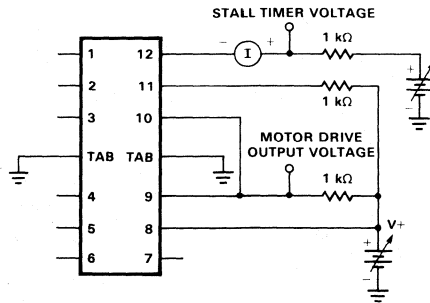 STALL TIMER VOLTAGE
1 12 − I + 1 kΩ
2 11 1 kΩ + −
3 10 MOTOR DRIVE
TAB TAB OUTPUT VOLTAGE
4 9 1 kΩ
5 8 V+
6 7 + −